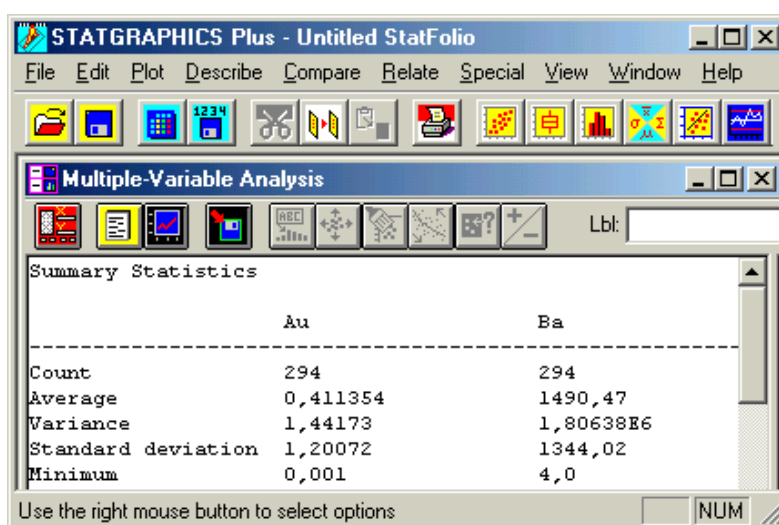 STATGRAPHICS Plus - Untitled StatFolio
File Edit Plot Describe Compare Relate Special View Window Help
1234
Multiple-Variable Analysis
ABC
Lbl:
Summary Statistics
Au Ba
--------------------------------------------------------
Count 294 294
Average 0,411354 1490,47
Variance 1,44173 1,80638E6
Standard deviation 1,20072 1344,02
Minimum 0,001 4,0
Use the right mouse button to select options NUM